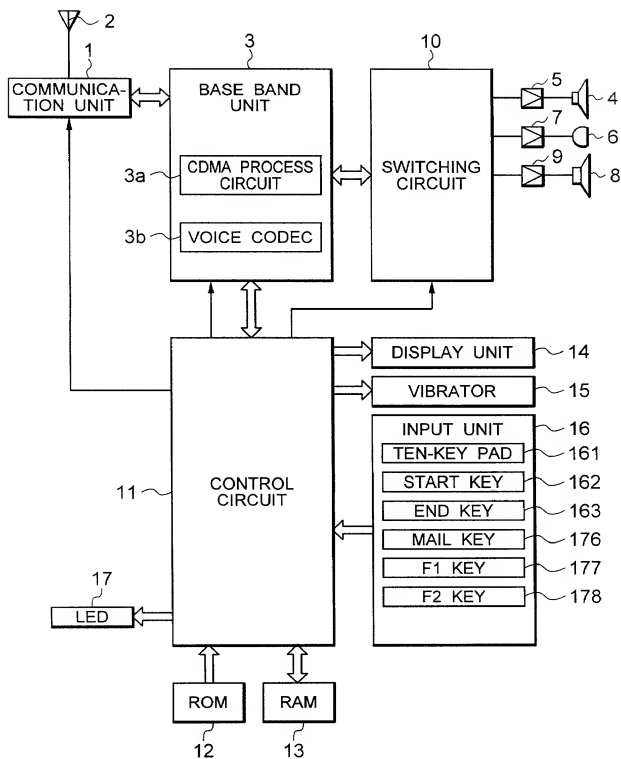 2
1
COMMUNICA-
TION UNIT
3
BASE BAND
UNIT
3a
CDMA PROCESS
CIRCUIT
3b
VOICE CODEC
10
SWITCHING
CIRCUIT
5
4
7
6
9
8
11
CONTROL
CIRCUIT
DISPLAY UNIT
14
VIBRATOR
15
INPUT UNIT
16
TEN-KEY PAD
161
START KEY
162
END KEY
163
MAIL KEY
176
F1 KEY
177
F2 KEY
178
17
LED
ROM
12
RAM
13